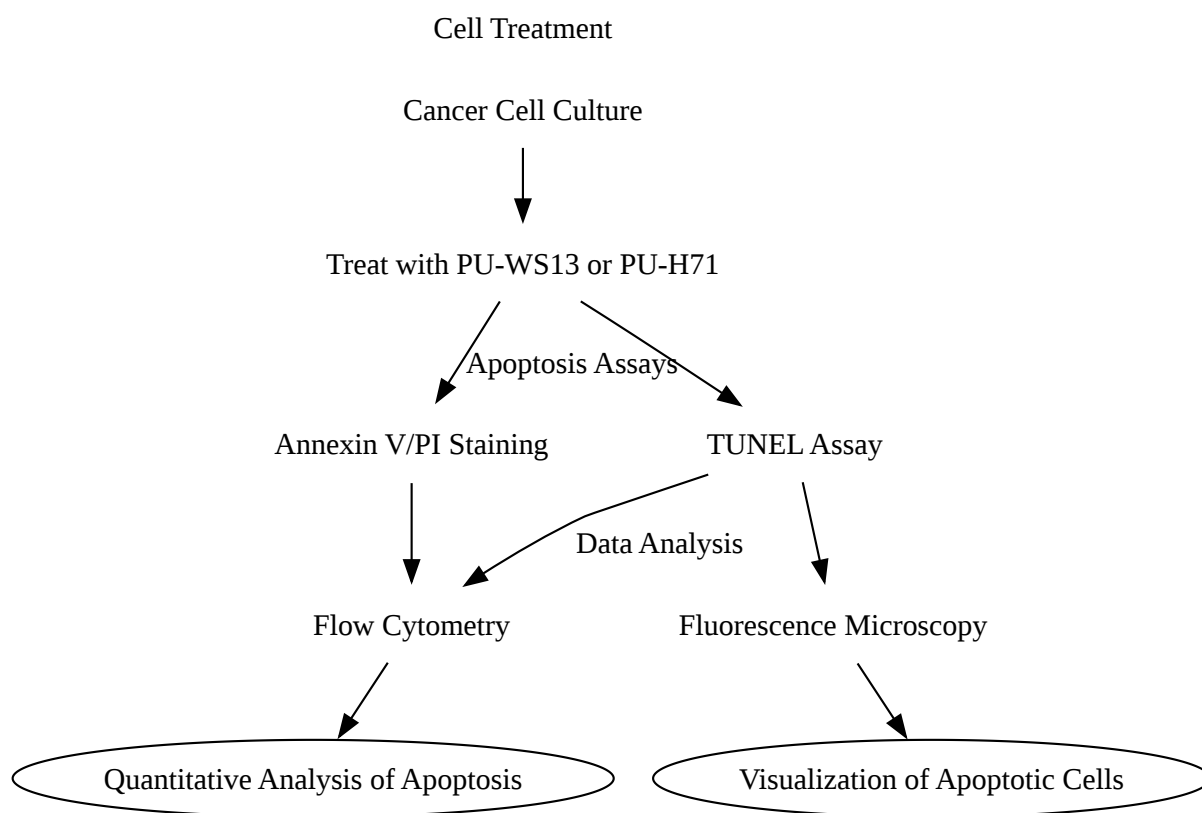 Cell Treatment
Cancer Cell Culture
Treat with PU-WS13 or PU-H71
Apoptosis Assays
Annexin V/PI Staining
TUNEL Assay
Data Analysis
Flow Cytometry
Fluorescence Microscopy
Quantitative Analysis of Apoptosis
Visualization of Apoptotic Cells